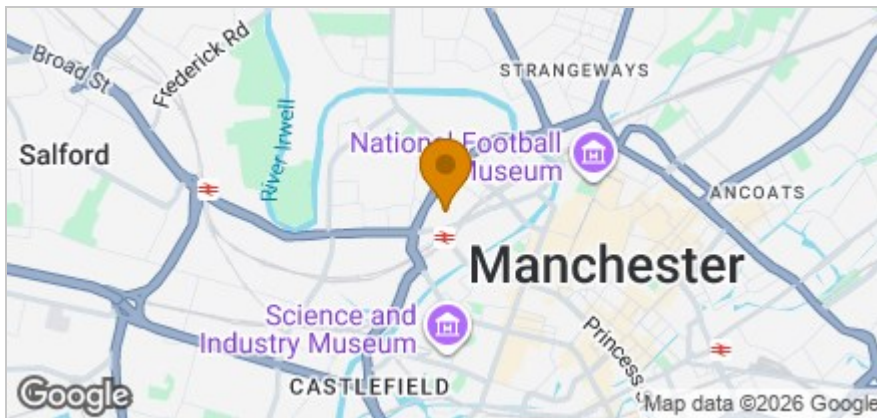 Frederick Rd
Broad St
STRANGEWAYS
National Football
Museum
Salford
River Irwell
ANCOATS
Manchester
Science and
Industry Museum
Princess S
CASTLEFIELD
Google
Map data ©2026 Google